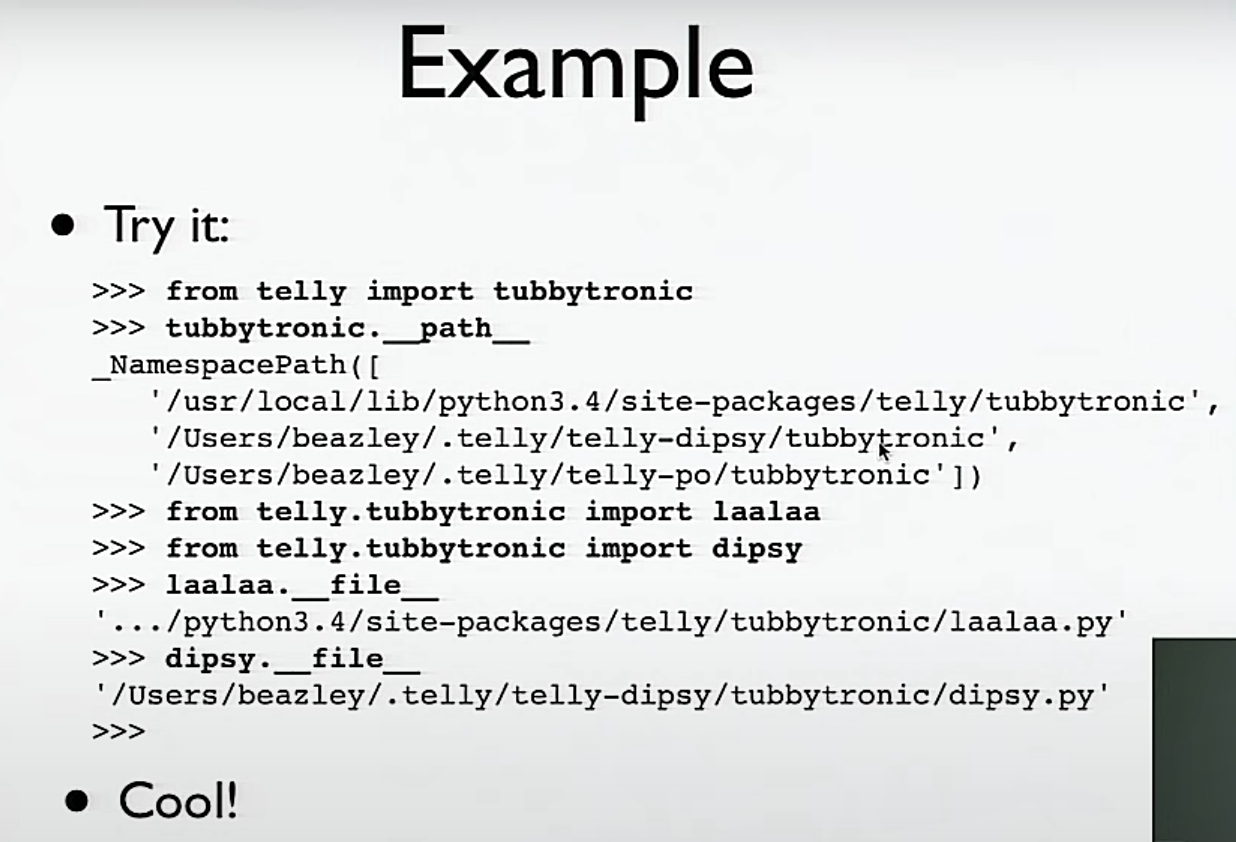 Example
• Try it:
>>> from telly import tubbytronic
>>> tubbytronic.__path__
_NamespacePath([
'/usr/local/lib/python3.4/site-packages/telly/tubbytronic',
'/Users/beazley/.telly/telly-dipsy/tubbytronic',
'/Users/beazley/.telly/telly-po/tubbytronic'])
>>> from telly.tubbytronic import laalaa
>>> from telly.tubbytronic import dipsy
>>> laalaa.__file__
'.../python3.4/site-packages/telly/tubbytronic/laalaa.py'
>>> dipsy.__file__
'/Users/beazley/.telly/telly-dipsy/tubbytronic/dipsy.py'
>>>
• Cool!